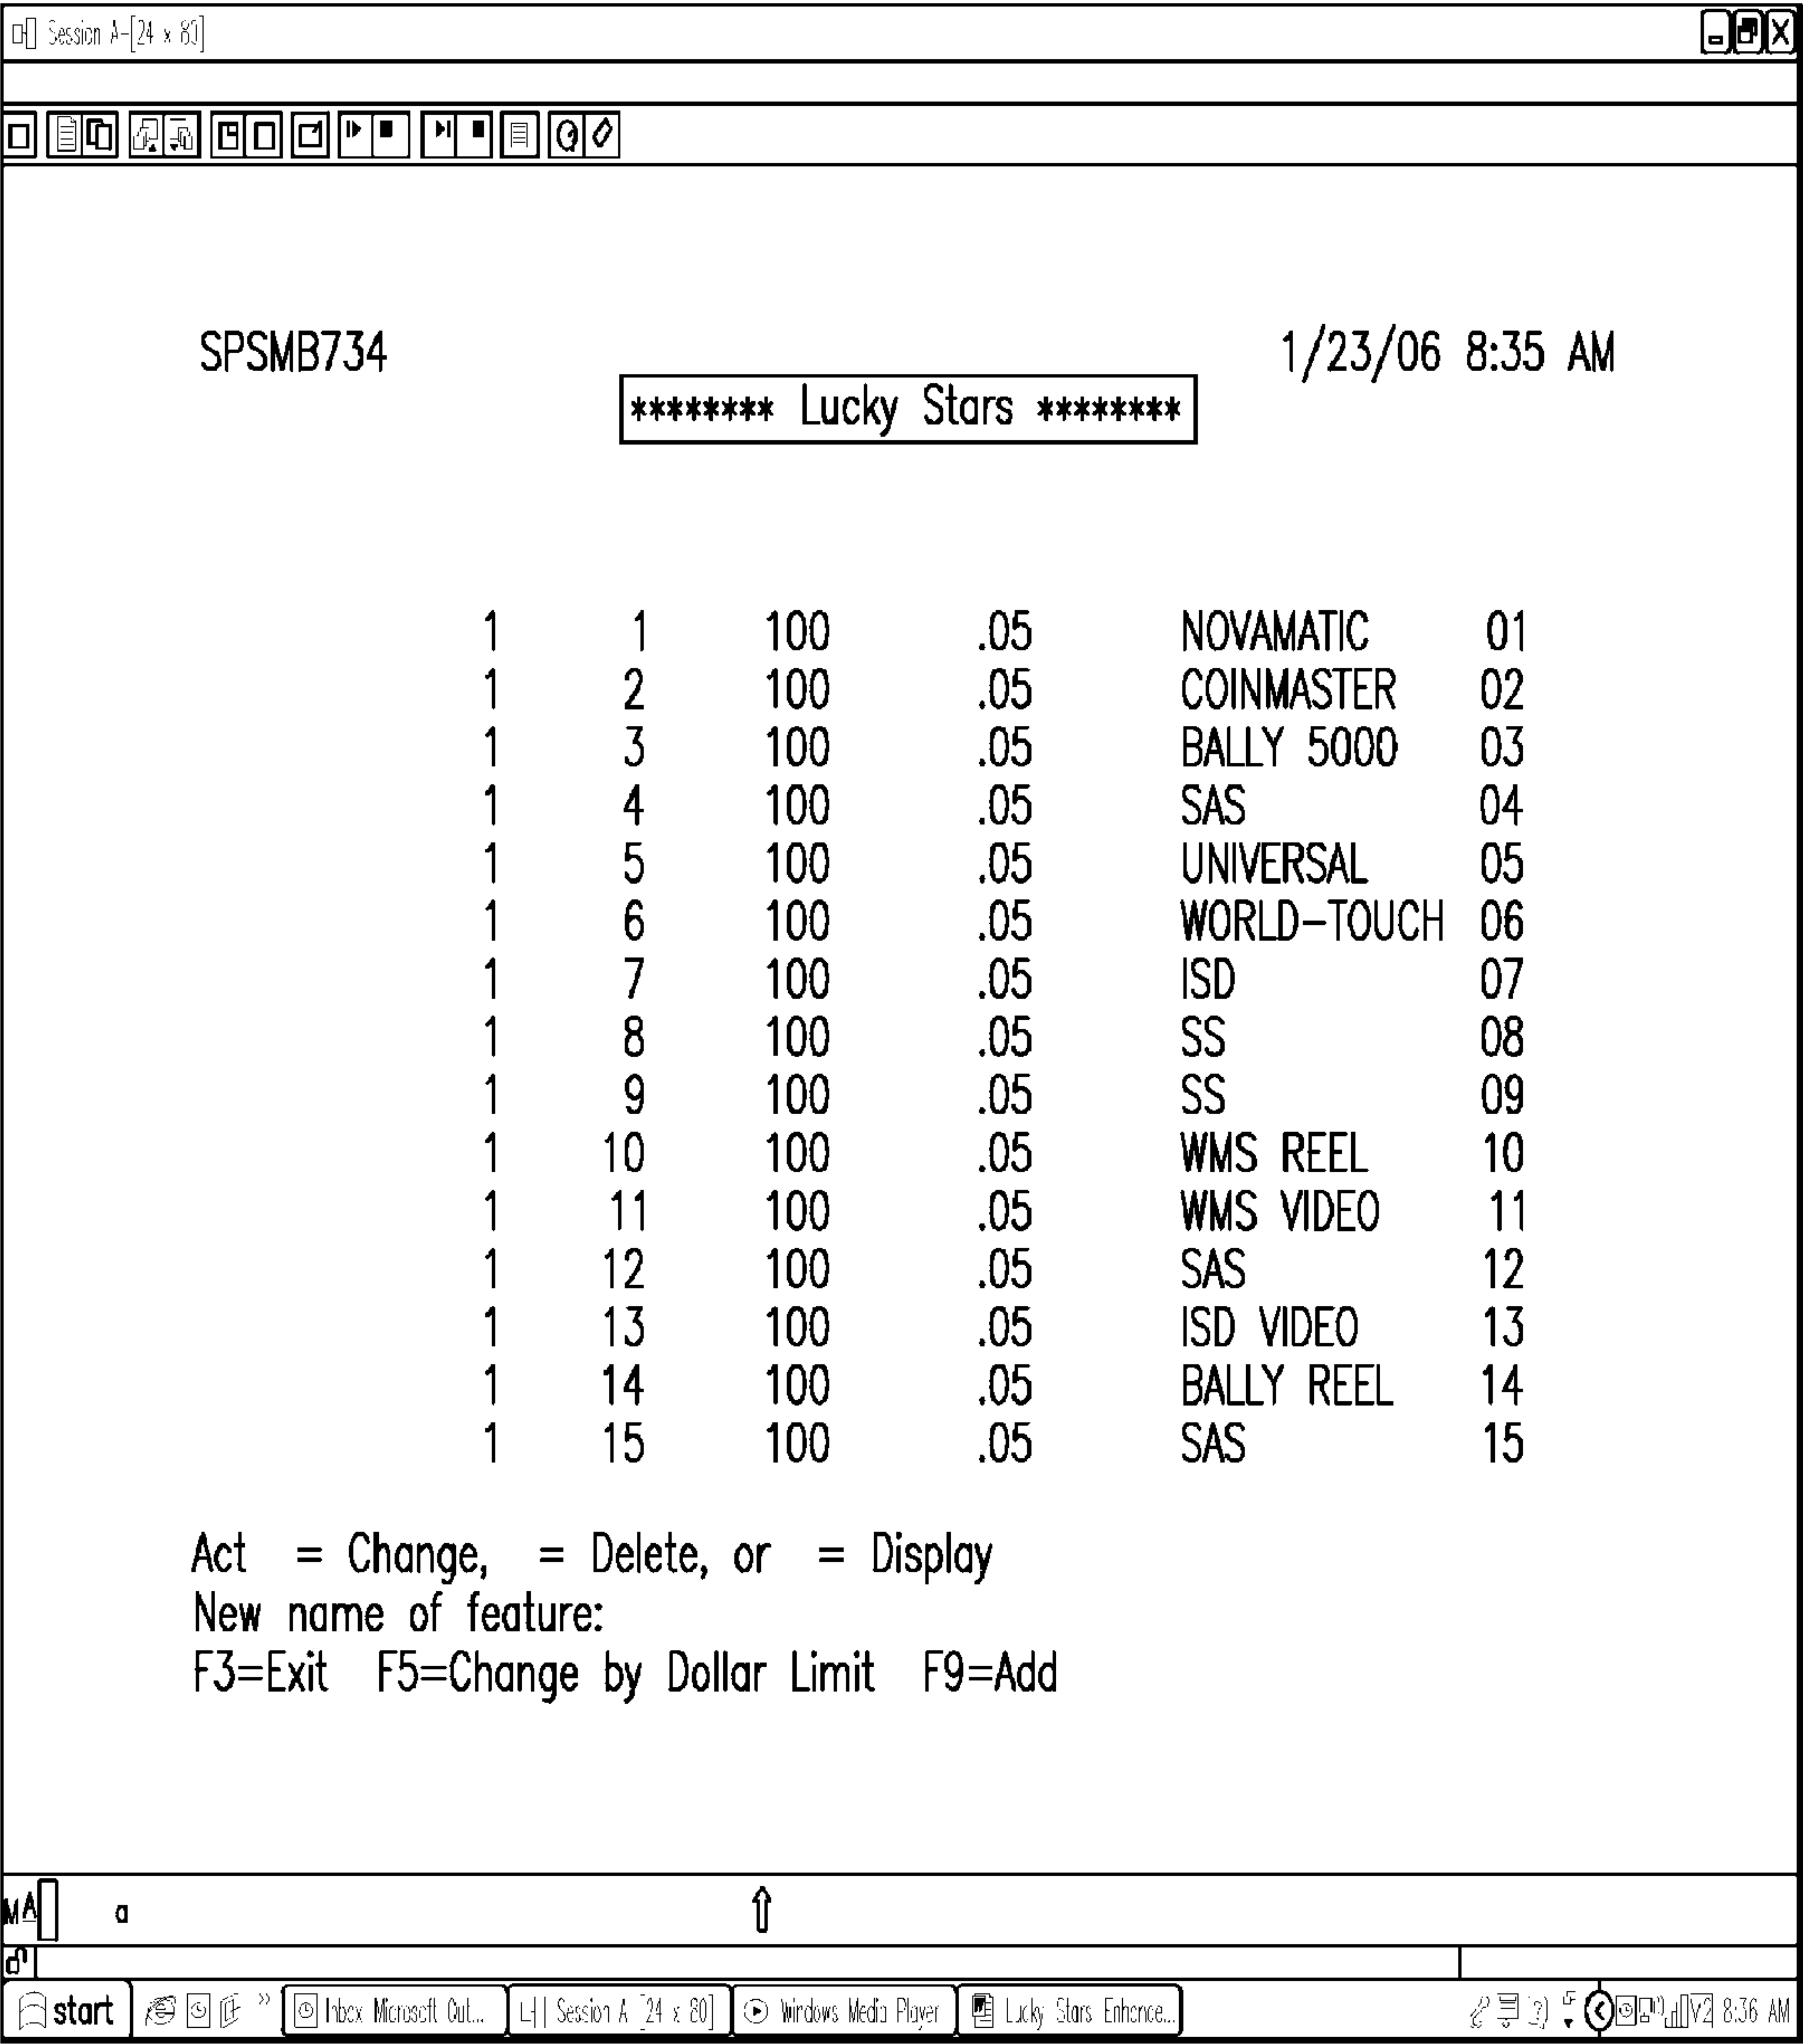 Session A-[24 x 80]
SPSMB734 1/23/06 8:35 AM
******** Lucky Stars ********
1 1 100 .05 NOVAMATIC 01
1 2 100 .05 COINMASTER 02
1 3 100 .05 BALLY 5000 03
1 4 100 .05 SAS 04
1 5 100 .05 UNIVERSAL 05
1 6 100 .05 WORLD-TOUCH 06
1 7 100 .05 ISD 07
1 8 100 .05 SS 08
1 9 100 .05 SS 09
1 10 100 .05 WMS REEL 10
1 11 100 .05 WMS VIDEO 11
1 12 100 .05 SAS 12
1 13 100 .05 ISD VIDEO 13
1 14 100 .05 BALLY REEL 14
1 15 100 .05 SAS 15
Act = Change, = Delete, or = Display
New name of feature:
F3=Exit F5=Change by Dollar Limit F9=Add
MA a
start » Inbox Microsoft Out... Session A [24 x 80] Windows Media Player Lucky Stars Enhance... V2 8:36 AM